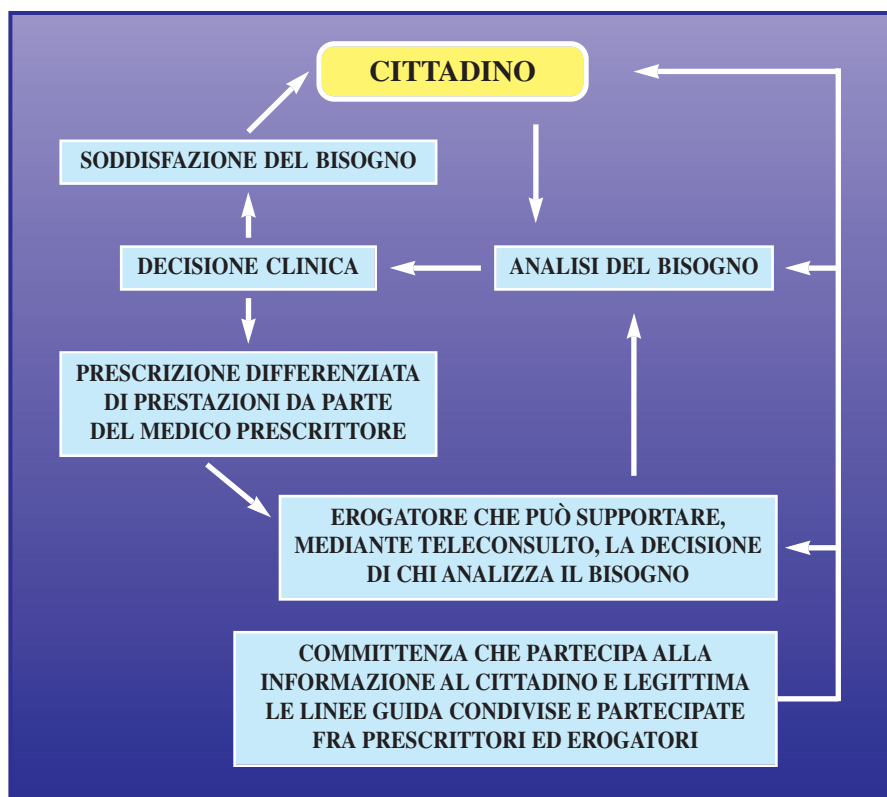 CITTADINO
SODDISFAZIONE DEL BISOGNO
DECISIONE CLINICA
ANALISI DEL BISOGNO
PRESCRIZIONE DIFFERENZIATA
DI PRESTAZIONI DA PARTE
DEL MEDICO PRESCRITTORE
EROGATORE CHE PUÒ SUPPORTARE,
MEDIANTE TELECONSULTO, LA DECISIONE
DI CHI ANALIZZA IL BISOGNO
COMMITTENZA CHE PARTECIPA ALLA
INFORMAZIONE AL CITTADINO E LEGITTIMA
LE LINEE GUIDA CONDIVISE E PARTECIPATE
FRA PRESCRITTORI ED EROGATORI